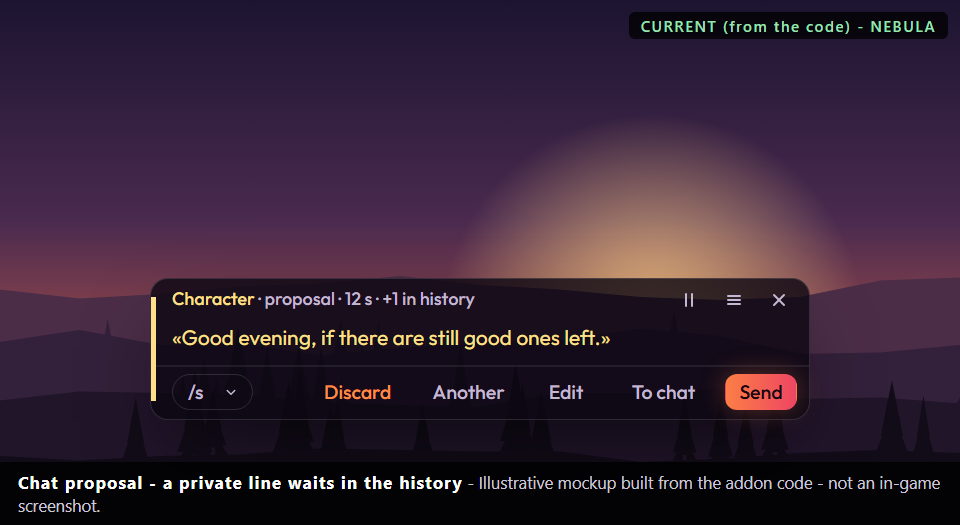 CURRENT (from the code) - NEBULA
Character · proposal · 12 s · +1 in history
«Good evening, if there are still good ones left.»
/s Discard Another Edit To chat Send
Chat proposal - a private line waits in the history - Illustrative mockup built from the addon code - not an in-game
screenshot.